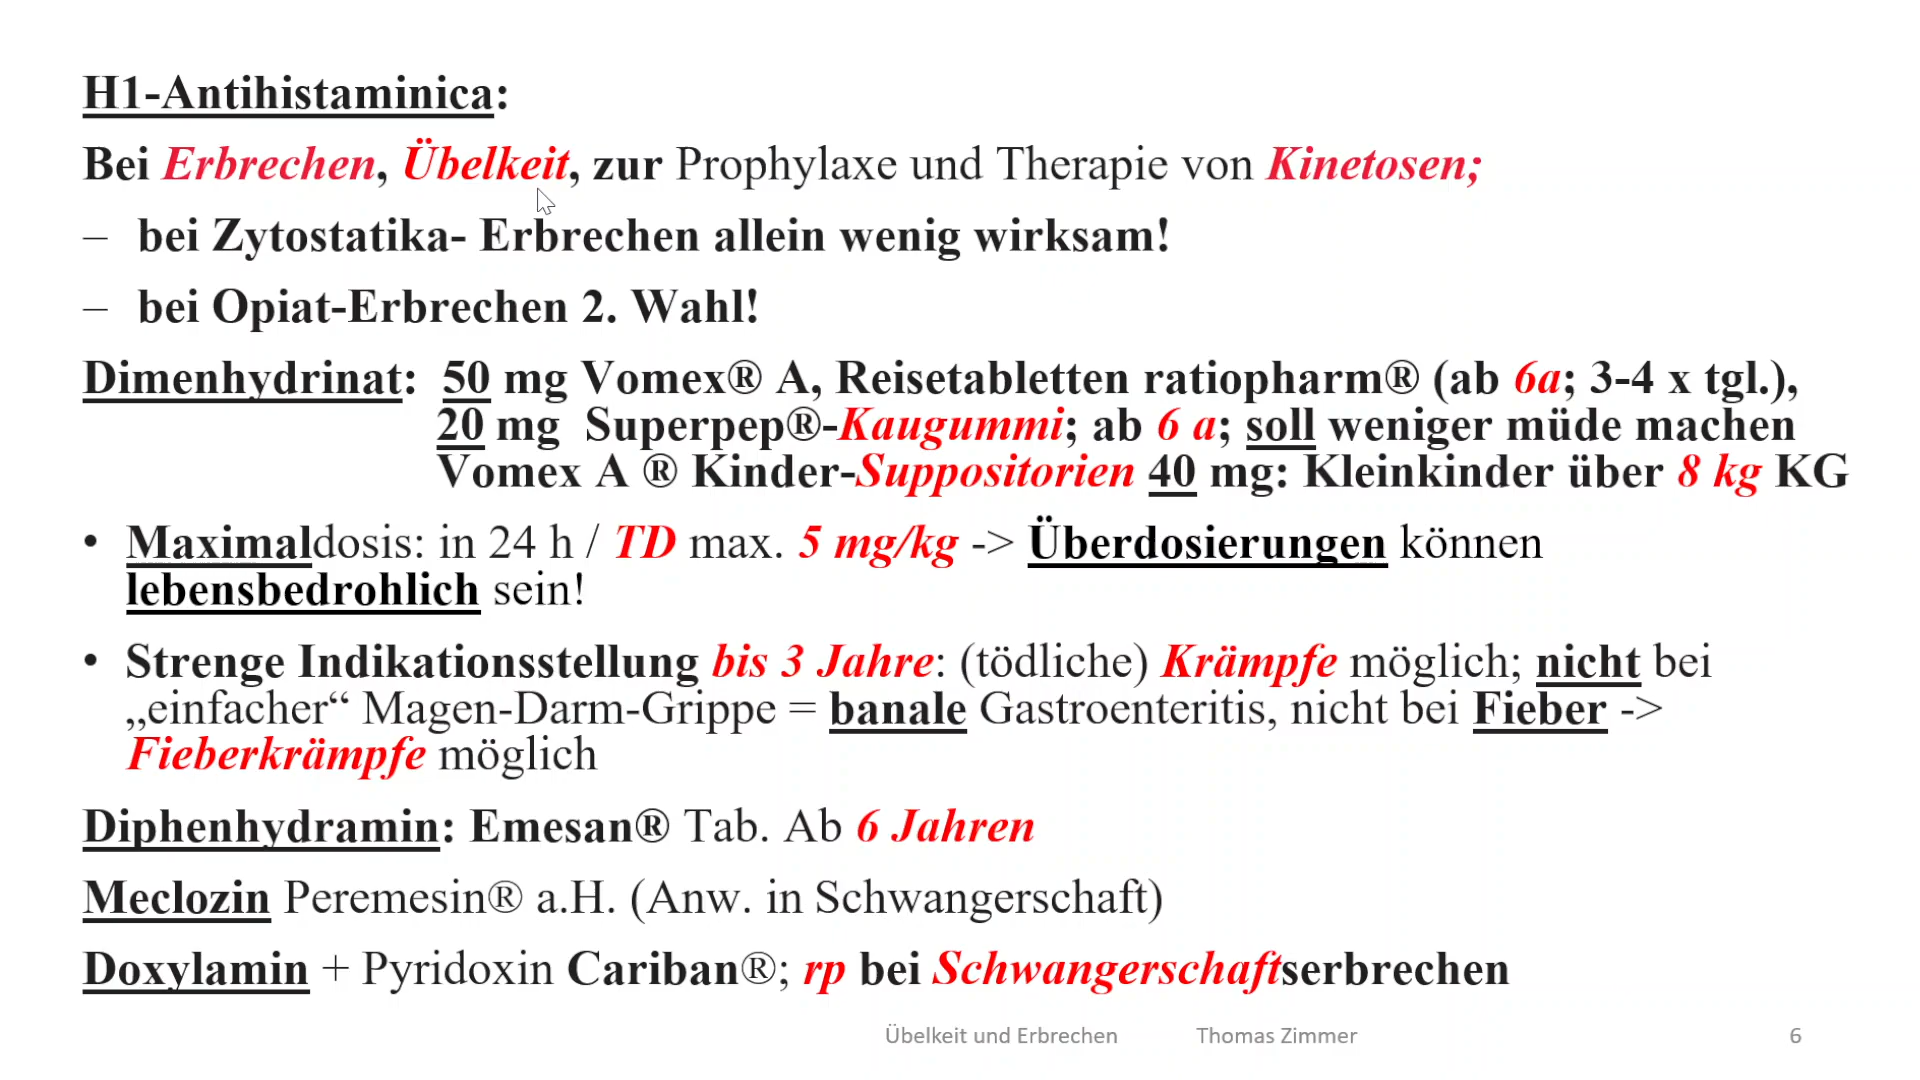 H1-Antihistaminica:
Bei Erbrechen, Übelkeit, zur Prophylaxe und Therapie von Kinetosen;
– bei Zytostatika- Erbrechen allein wenig wirksam!
– bei Opiat-Erbrechen 2. Wahl!
Dimenhydrinat: 50 mg Vomex® A, Reisetabletten ratiopharm® (ab 6a; 3-4 x tgl.),
20 mg Superpep®-Kaugummi; ab 6 a; soll weniger müde machen
Vomex A ® Kinder-Suppositorien 40 mg: Kleinkinder über 8 kg KG
• Maximaldosis: in 24 h / TD max. 5 mg/kg -> Überdosierungen können
lebensbedrohlich sein!
• Strenge Indikationsstellung bis 3 Jahre: (tödliche) Krämpfe möglich; nicht bei
„einfacher“ Magen-Darm-Grippe = banale Gastroenteritis, nicht bei Fieber ->
Fieberkrämpfe möglich
Diphenhydramin: Emesan® Tab. Ab 6 Jahren
Meclozin Peremesin® a.H. (Anw. in Schwangerschaft)
Doxylamin + Pyridoxin Cariban®; rp bei Schwangerschaftserbrechen
Übelkeit und Erbrechen Thomas Zimmer 6